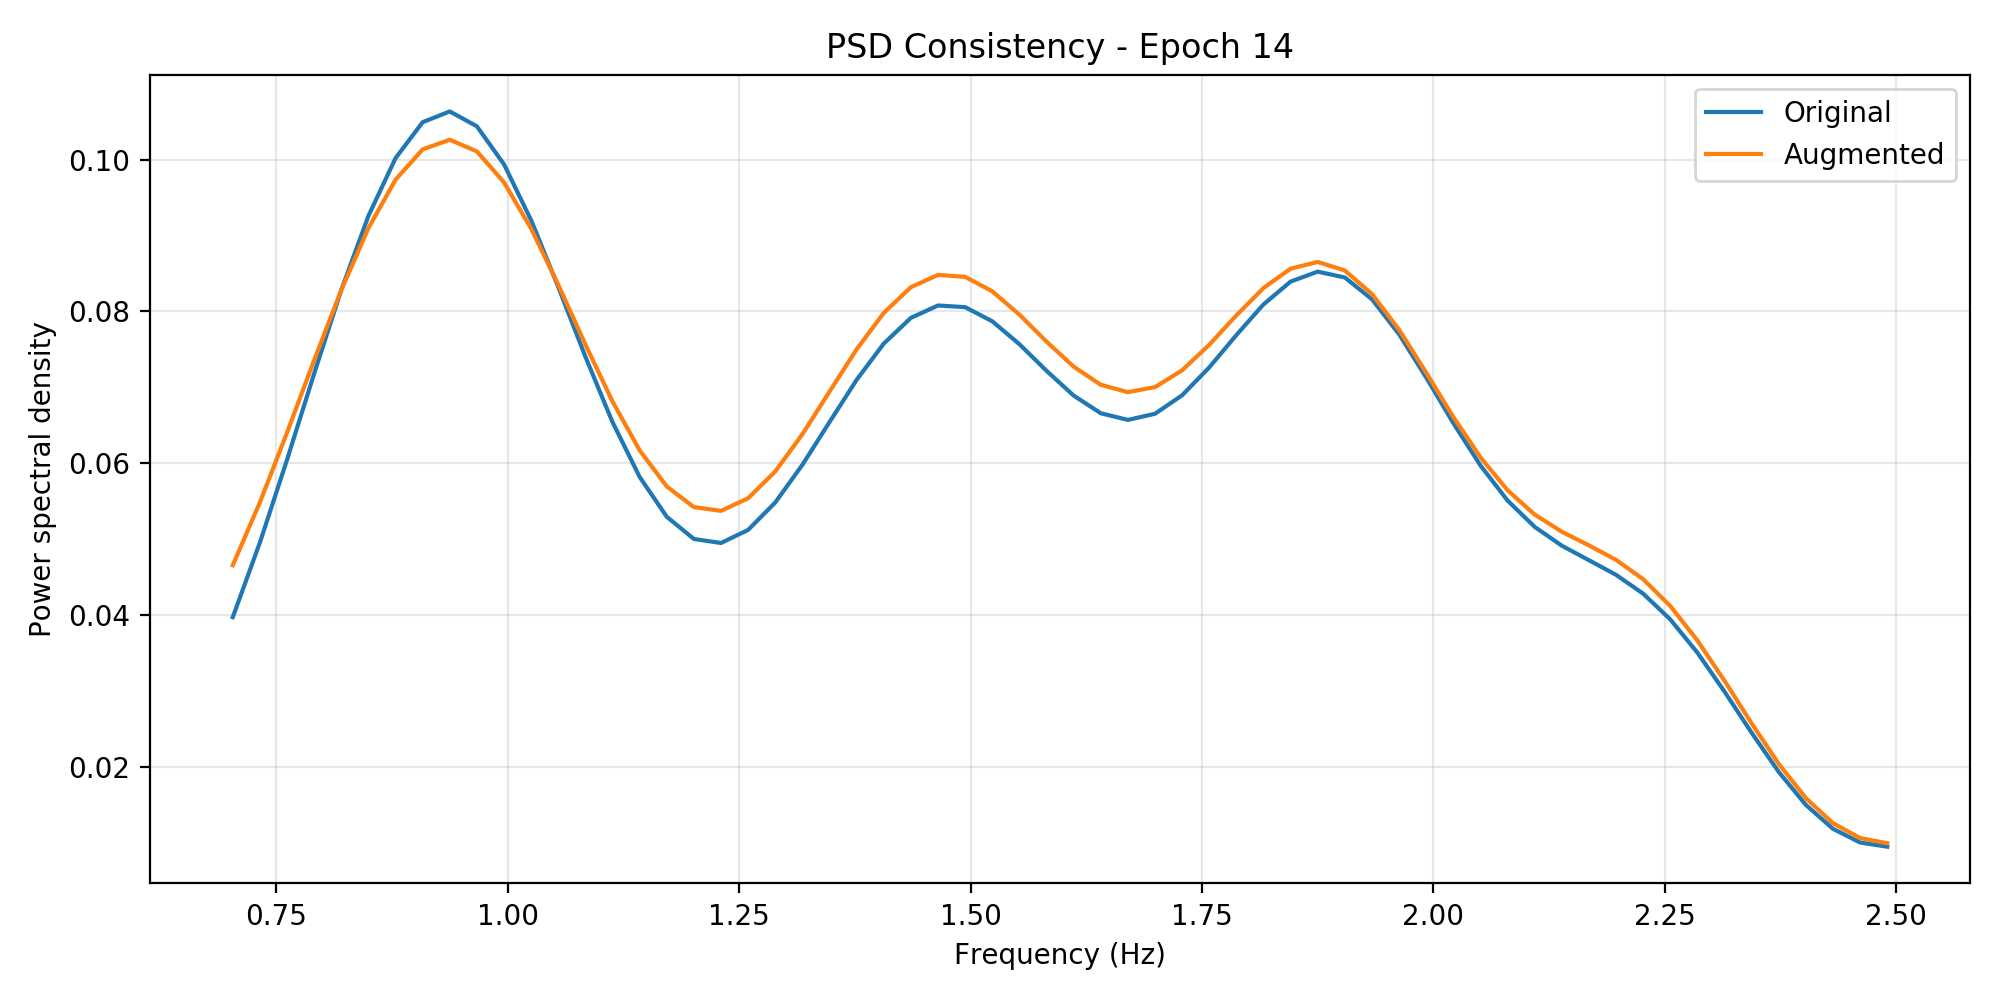 PSD Consistency - Epoch 14
Original
Augmented
Power spectral density
0.10
0.08
0.06
0.04
0.02
0.75
1.00
1.25
1.50
1.75
2.00
2.25
2.50
Frequency (Hz)